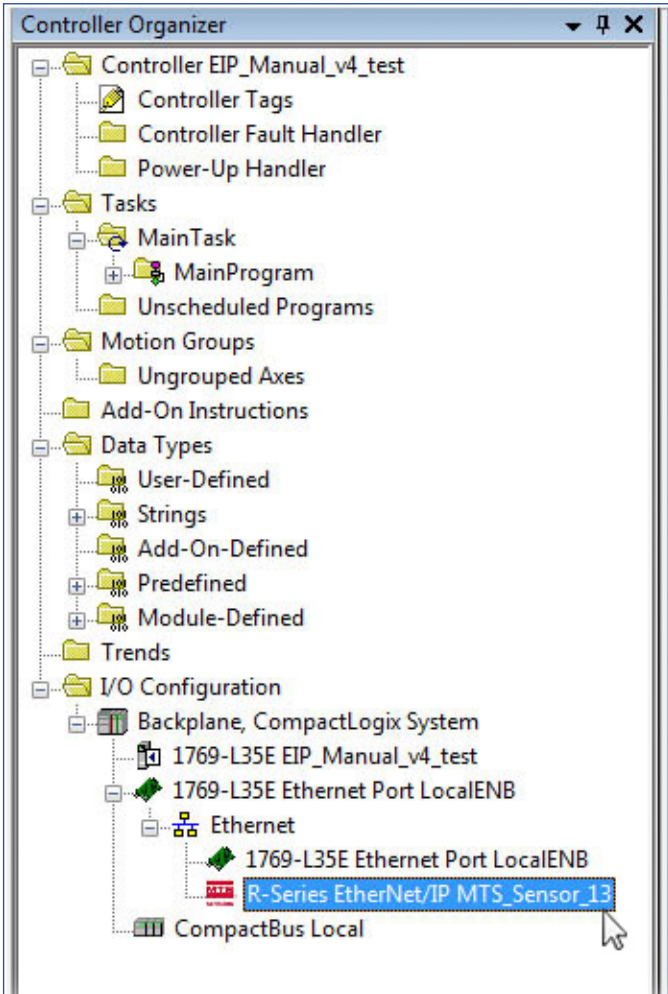 Controller Organizer
Controller EIP_Manual_v4_test
Controller Tags
Controller Fault Handler
Power-Up Handler
Tasks
MainTask
MainProgram
Unscheduled Programs
Motion Groups
Ungrouped Axes
Add-On Instructions
Data Types
User-Defined
Strings
Add-On-Defined
Predefined
Module-Defined
Trends
I/O Configuration
Backplane, CompactLogix System
1769-L35E EIP_Manual_v4_test
1769-L35E Ethernet Port LocalENB
Ethernet
1769-L35E Ethernet Port LocalENB
R-Series EtherNet/IP MTS_Sensor_13
CompactBus Local